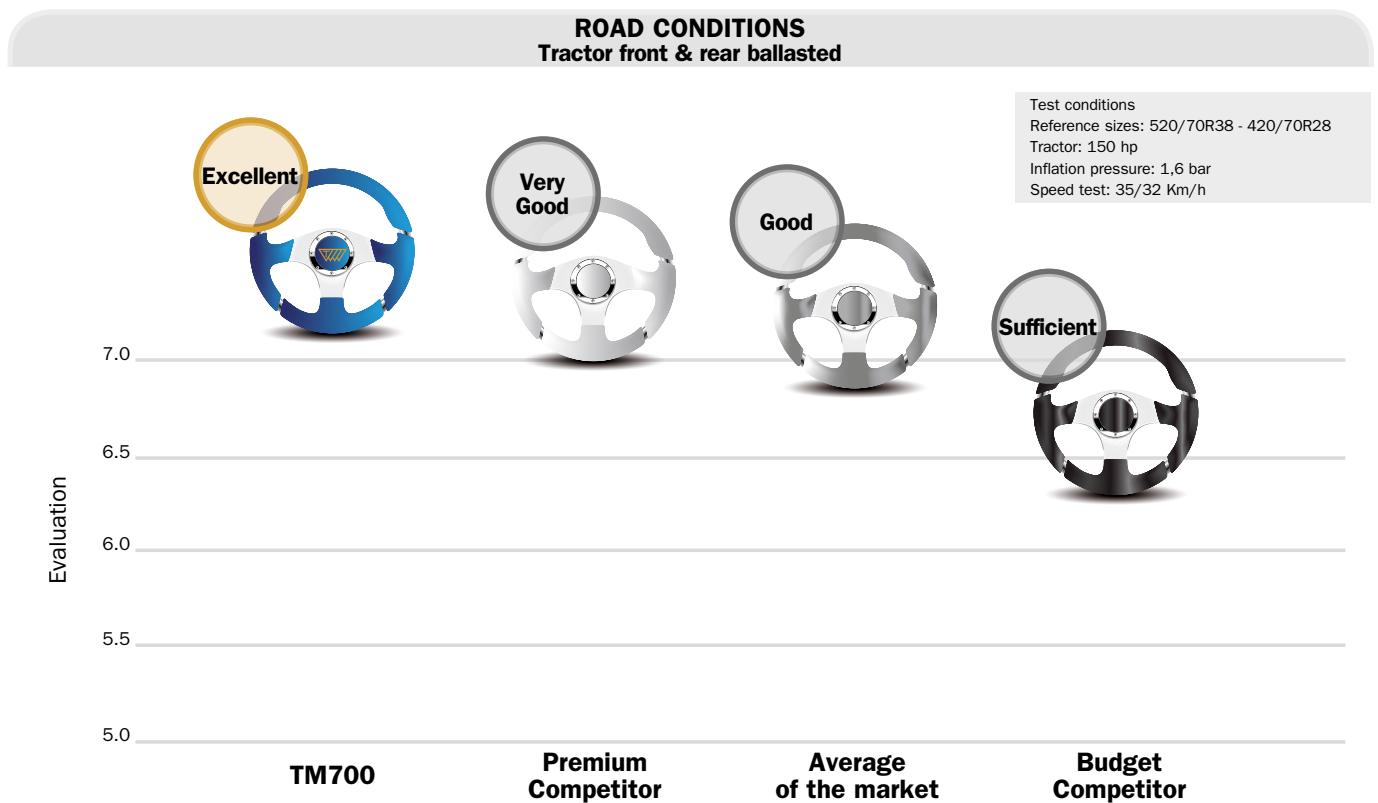 ROAD CONDITIONS
Tractor front & rear ballasted
Test conditions
Reference sizes: 520/70R38 - 420/70R28
Tractor: 150 hp
Inflation pressure: 1,6 bar
Speed test: 35/32 Km/h
Excellent
Very
Good
Good
Sufficient
7.0
6.5
6.0
5.5
5.0
Evaluation
TM700
Premium
Competitor
Average
of the market
Budget
Competitor